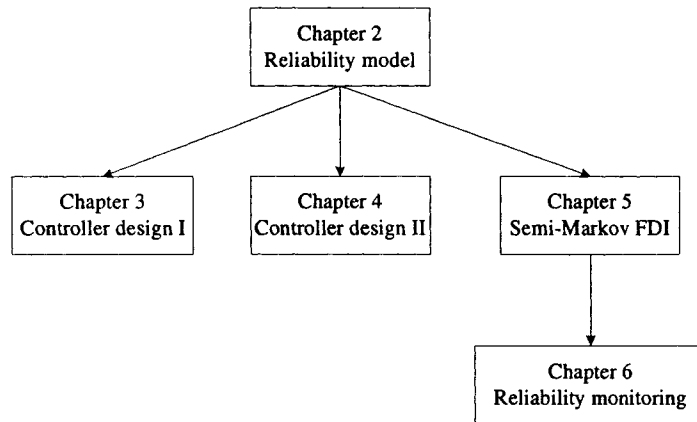 Chapter 2
Reliability model
Chapter 3
Controller design I
Chapter 4
Controller design II
Chapter 5
Semi-Markov FDI
Chapter 6
Reliability monitoring